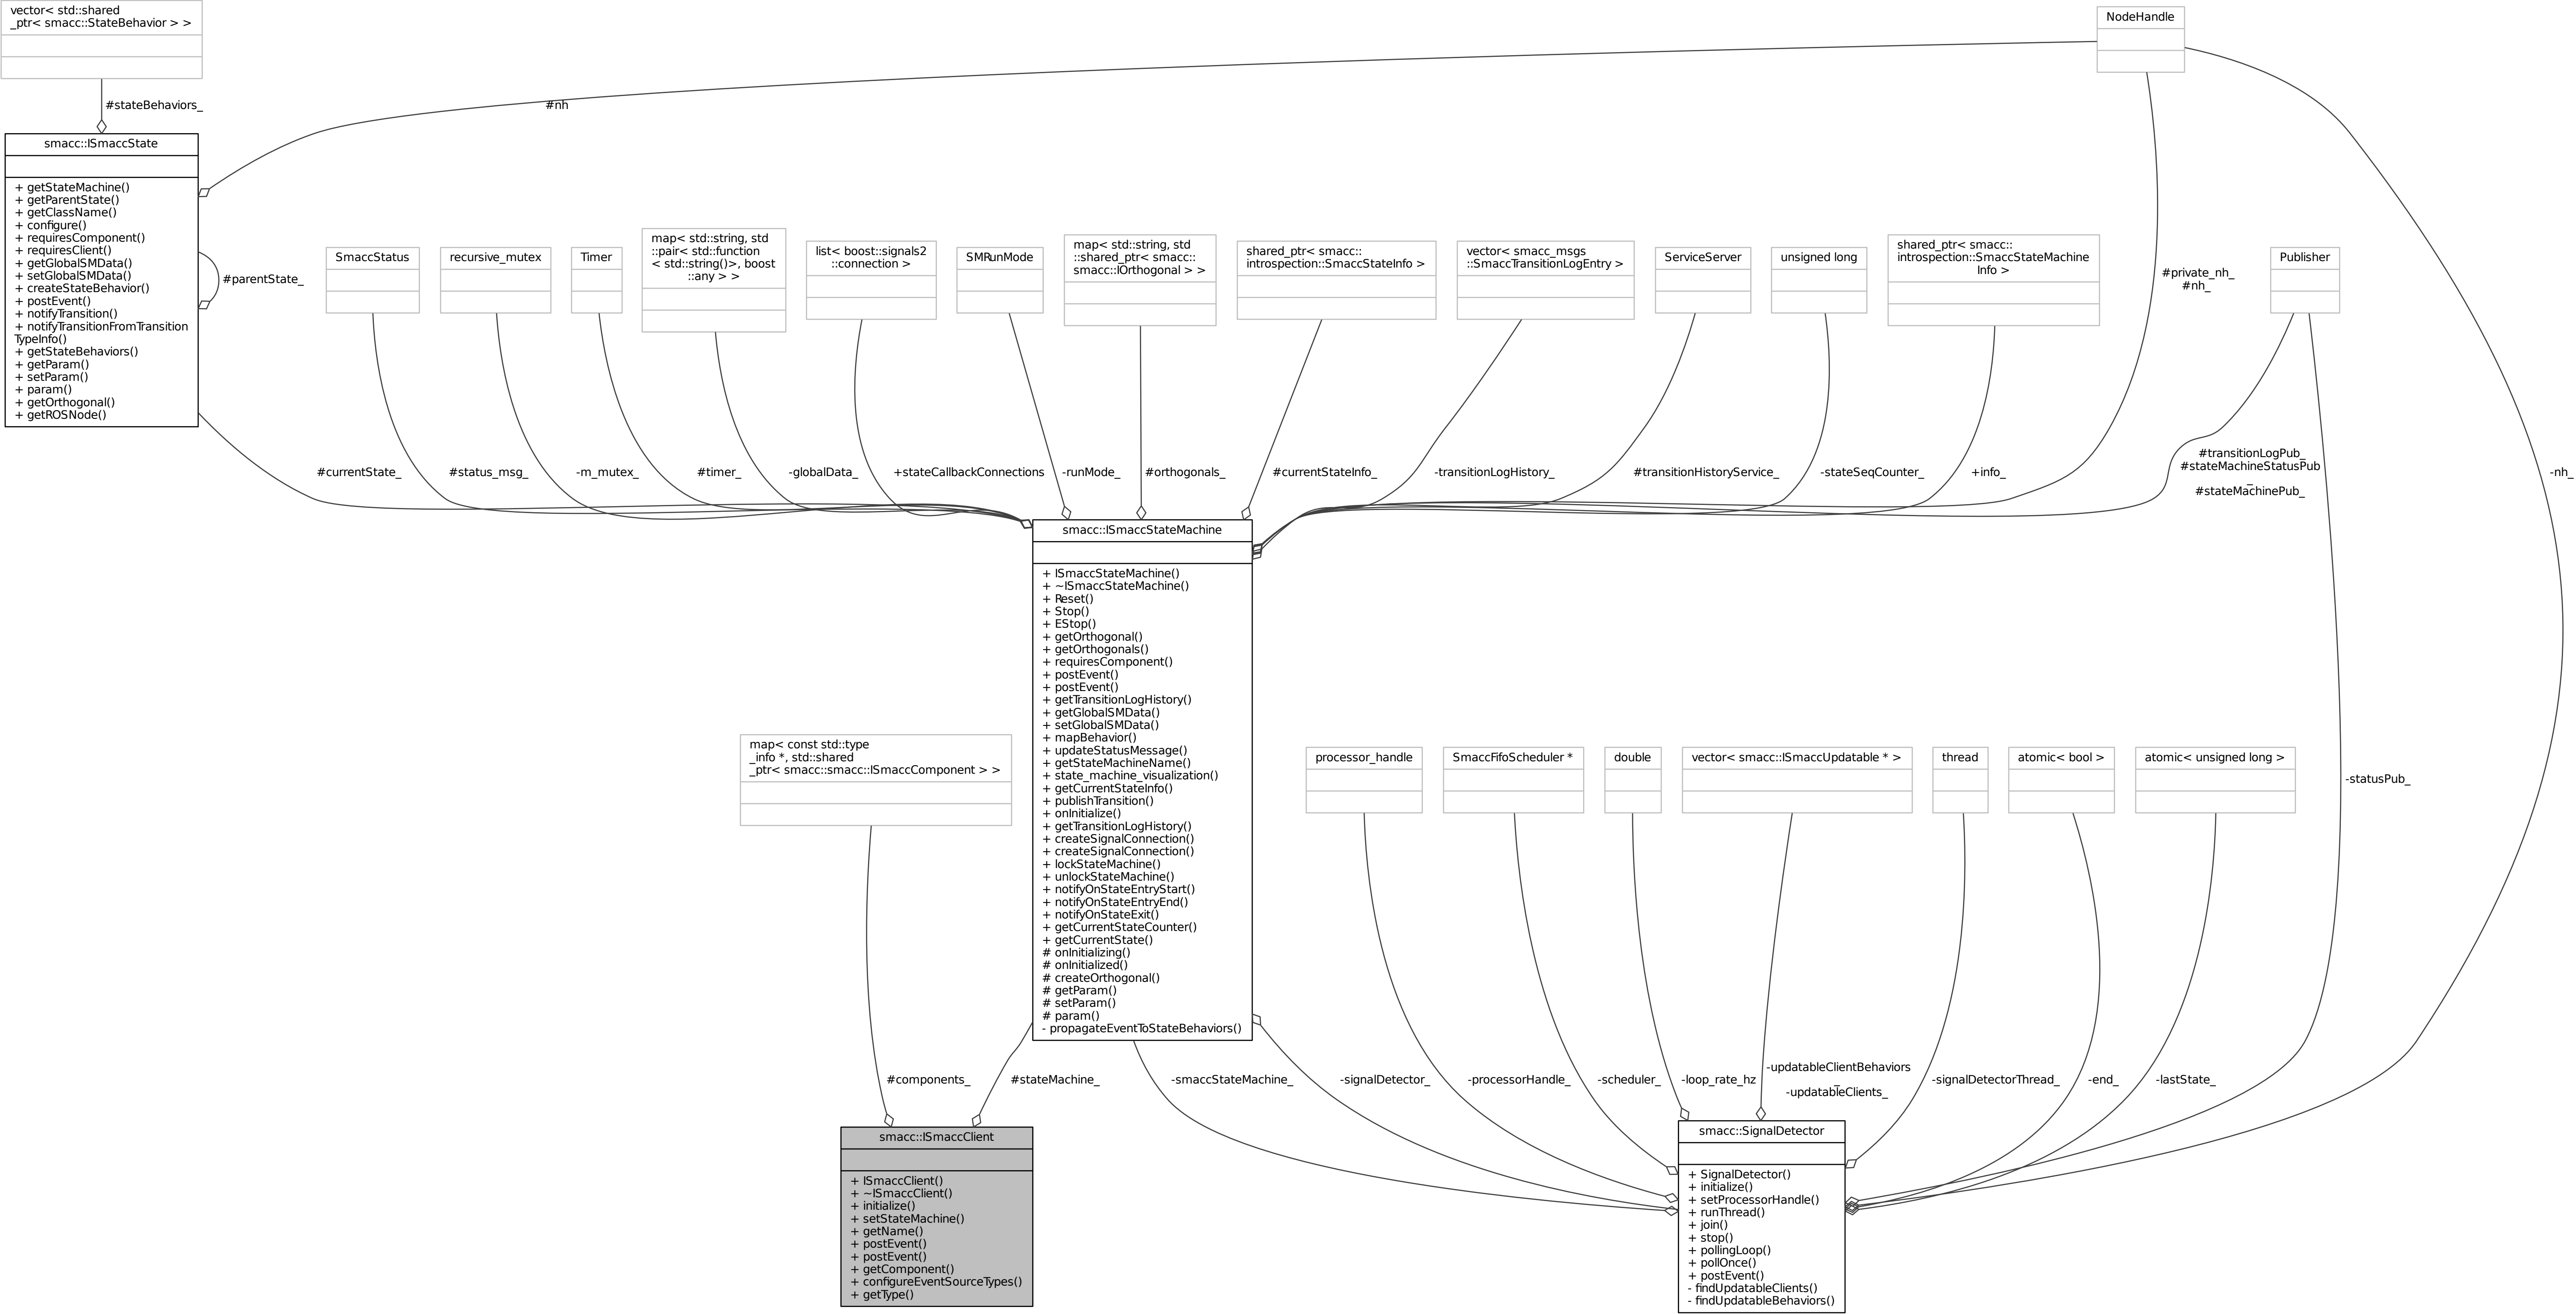 vector< std::shared
_ptr< smacc::StateBehavior > >
NodeHandle
#stateBehaviors_
#nh
smacc::ISmaccState
+ getStateMachine()
+ getParentState()
+ getClassName()
+ configure()
+ requiresComponent()
+ requiresClient()
+ getGlobalSMData()
+ setGlobalSMData()
+ createStateBehavior()
+ postEvent()
+ notifyTransition()
+ notifyTransitionFromTransition
TypeInfo()
+ getStateBehaviors()
+ getParam()
+ setParam()
+ param()
+ getOrthogonal()
+ getROSNode()
#parentState_
SmaccStatus
recursive_mutex
Timer
map< std::string, std
::pair< std::function
< std::string()>, boost
::any > >
list< boost::signals2
::connection >
SMRunMode
map< std::string, std
::shared_ptr< smacc::
smacc::IOrthogonal > >
shared_ptr< smacc::
introspection::SmaccStateInfo >
vector< smacc_msgs
::SmaccTransitionLogEntry >
ServiceServer
unsigned long
shared_ptr< smacc::
introspection::SmaccStateMachine
Info >
#private_nh_
#nh_
Publisher
#currentState_
#status_msg_
-m_mutex_
#timer_
-globalData_
+stateCallbackConnections
-runMode_
#orthogonals_
#currentStateInfo_
-transitionLogHistory_
#transitionHistoryService_
-stateSeqCounter_
+info_
#transitionLogPub_
#stateMachineStatusPub
_
#stateMachinePub_
-nh_
smacc::ISmaccStateMachine
+ ISmaccStateMachine()
+ ~ISmaccStateMachine()
+ Reset()
+ Stop()
+ EStop()
+ getOrthogonal()
+ getOrthogonals()
+ requiresComponent()
+ postEvent()
+ postEvent()
+ getTransitionLogHistory()
+ getGlobalSMData()
+ setGlobalSMData()
+ mapBehavior()
+ updateStatusMessage()
+ getStateMachineName()
+ state_machine_visualization()
+ getCurrentStateInfo()
+ publishTransition()
+ onInitialize()
+ getTransitionLogHistory()
+ createSignalConnection()
+ createSignalConnection()
+ lockStateMachine()
+ unlockStateMachine()
+ notifyOnStateEntryStart()
+ notifyOnStateEntryEnd()
+ notifyOnStateExit()
+ getCurrentStateCounter()
+ getCurrentState()
# onInitializing()
# onInitialized()
# createOrthogonal()
# getParam()
# setParam()
# param()
- propagateEventToStateBehaviors()
map< const std::type
_info *, std::shared
_ptr< smacc::smacc::ISmaccComponent > >
processor_handle
SmaccFifoScheduler *
double
vector< smacc::ISmaccUpdatable * >
thread
atomic< bool >
atomic< unsigned long >
-statusPub_
#components_
#stateMachine_
-smaccStateMachine_
-signalDetector_
-processorHandle_
-scheduler_
-loop_rate_hz
-updatableClientBehaviors
_
-updatableClients_
-signalDetectorThread_
-end_
-lastState_
smacc::ISmaccClient
+ ISmaccClient()
+ ~ISmaccClient()
+ initialize()
+ setStateMachine()
+ getName()
+ postEvent()
+ postEvent()
+ getComponent()
+ configureEventSourceTypes()
+ getType()
smacc::SignalDetector
+ SignalDetector()
+ initialize()
+ setProcessorHandle()
+ runThread()
+ join()
+ stop()
+ pollingLoop()
+ pollOnce()
+ postEvent()
- findUpdatableClients()
- findUpdatableBehaviors()